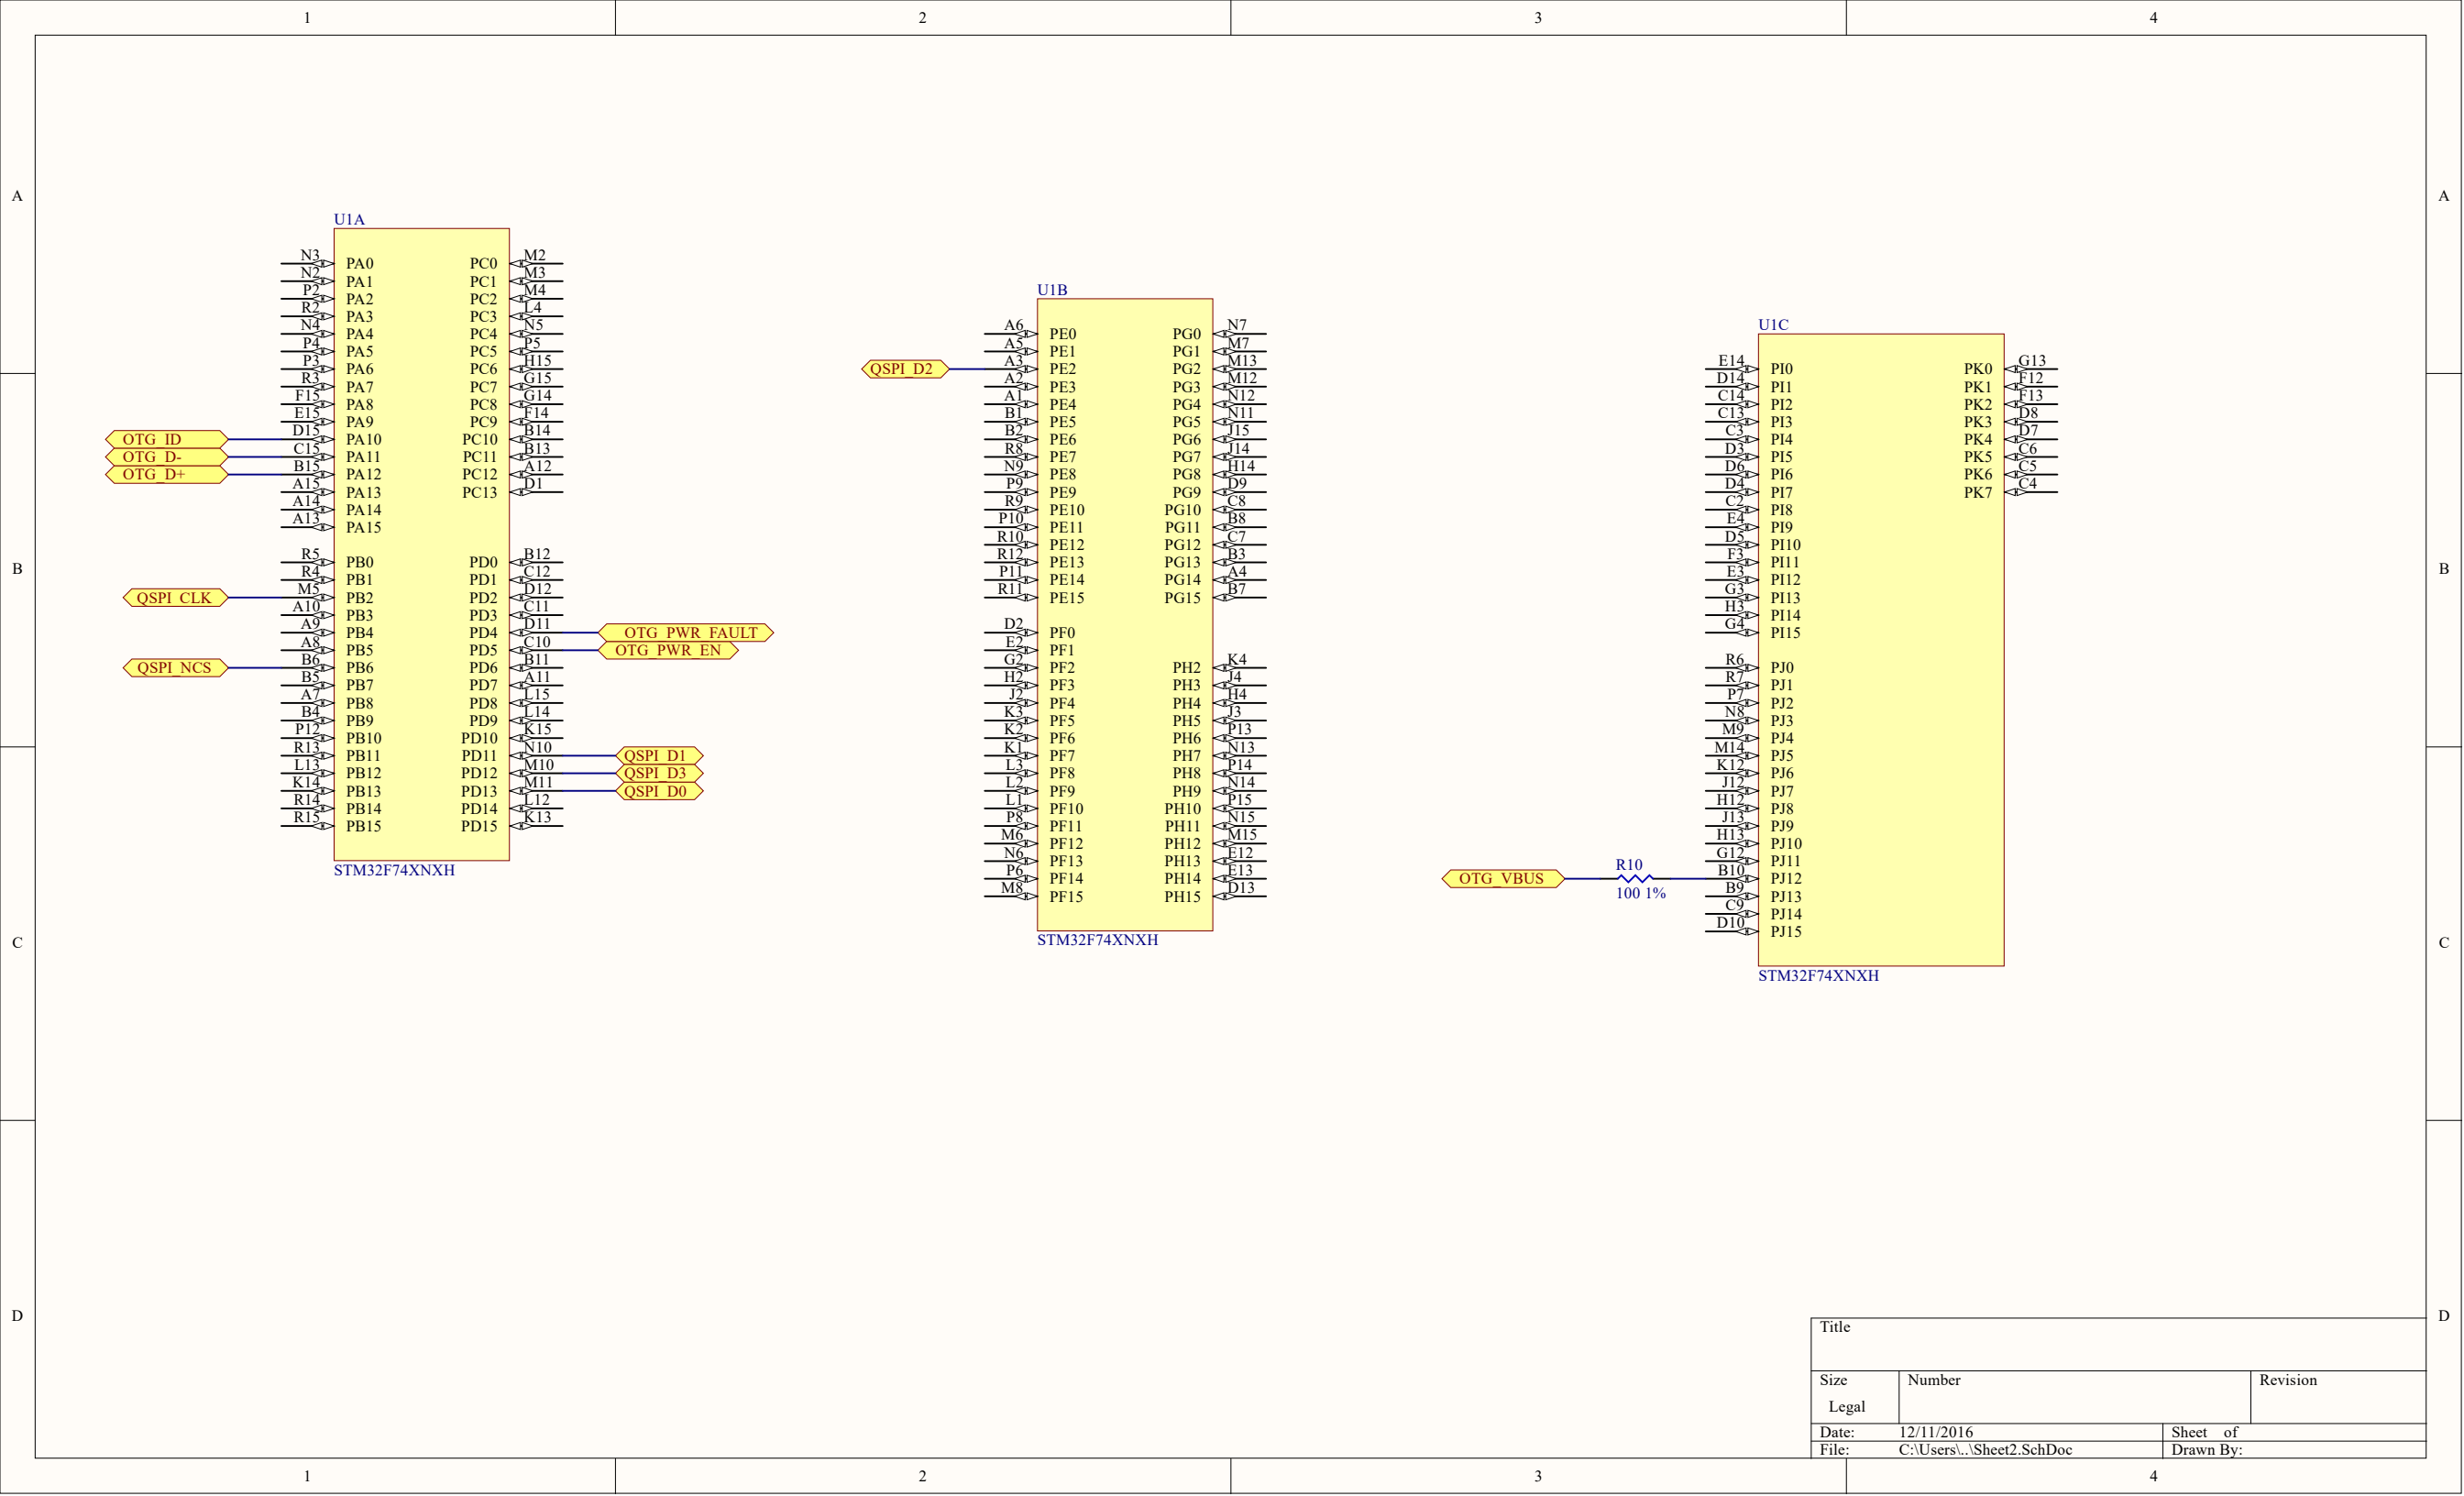 1 2 3 4
A A
B B
C C
D D
U1A
N3 PA0 PC0 M2
N2 PA1 PC1 M3
P2 PA2 PC2 M4
R2 PA3 PC3 L4
N4 PA4 PC4 N5
P4 PA5 PC5 P5
P3 PA6 PC6 H15
R3 PA7 PC7 G15
F15 PA8 PC8 G14
E15 PA9 PC9 F14
OTG_ID D15 PA10 PC10 B14
OTG_D- C15 PA11 PC11 B13
OTG_D+ B15 PA12 PC12 A12
A15 PA13 PC13 D1
A14 PA14
A13 PA15
R5 PB0 PD0 B12
R4 PB1 PD1 C12
QSPI_CLK M5 PB2 PD2 D12
A10 PB3 PD3 C11
A9 PB4 PD4 D11 OTG_PWR_FAULT
A8 PB5 PD5 C10 OTG_PWR_EN
QSPI_NCS B6 PB6 PD6 B11
B5 PB7 PD7 A11
A7 PB8 PD8 L15
B4 PB9 PD9 L14
P12 PB10 PD10 K15
R13 PB11 PD11 N10 QSPI_D1
L13 PB12 PD12 M10 QSPI_D3
K14 PB13 PD13 M11 QSPI_D0
R14 PB14 PD14 L12
R15 PB15 PD15 K13
STM32F74XNXH
U1B
A6 PE0 PG0 N7
A5 PE1 PG1 M7
QSPI_D2 A3 PE2 PG2 M13
A2 PE3 PG3 M12
A1 PE4 PG4 N12
B1 PE5 PG5 N11
B2 PE6 PG6 J15
R8 PE7 PG7 J14
N9 PE8 PG8 H14
P9 PE9 PG9 D9
R9 PE10 PG10 C8
P10 PE11 PG11 B8
R10 PE12 PG12 C7
R12 PE13 PG13 B3
P11 PE14 PG14 A4
R11 PE15 PG15 B7
D2 PF0
E2 PF1
G2 PF2 PH2 K4
H2 PF3 PH3 J4
J2 PF4 PH4 H4
K3 PF5 PH5 J3
K2 PF6 PH6 P13
K1 PF7 PH7 N13
L3 PF8 PH8 P14
L2 PF9 PH9 N14
L1 PF10 PH10 P15
P8 PF11 PH11 N15
M6 PF12 PH12 M15
N6 PF13 PH13 E12
P6 PF14 PH14 E13
M8 PF15 PH15 D13
STM32F74XNXH
U1C
E14 PI0 PK0 G13
D14 PI1 PK1 F12
C14 PI2 PK2 F13
C13 PI3 PK3 D8
C3 PI4 PK4 D7
D3 PI5 PK5 C6
D6 PI6 PK6 C5
D4 PI7 PK7 C4
C2 PI8
E4 PI9
D5 PI10
F3 PI11
E3 PI12
G3 PI13
H3 PI14
G4 PI15
R6 PJ0
R7 PJ1
P7 PJ2
N8 PJ3
M9 PJ4
M14 PJ5
K12 PJ6
J12 PJ7
H12 PJ8
J13 PJ9
H13 PJ10
G12 PJ11
R10
OTG_VBUS B10 PJ12
100 1%
B9 PJ13
C9 PJ14
D10 PJ15
STM32F74XNXH
Title
Size Number Revision
Legal
Date: 12/11/2016 Sheet of
File: C:\Users\..\Sheet2.SchDoc Drawn By:
1 2 3 4